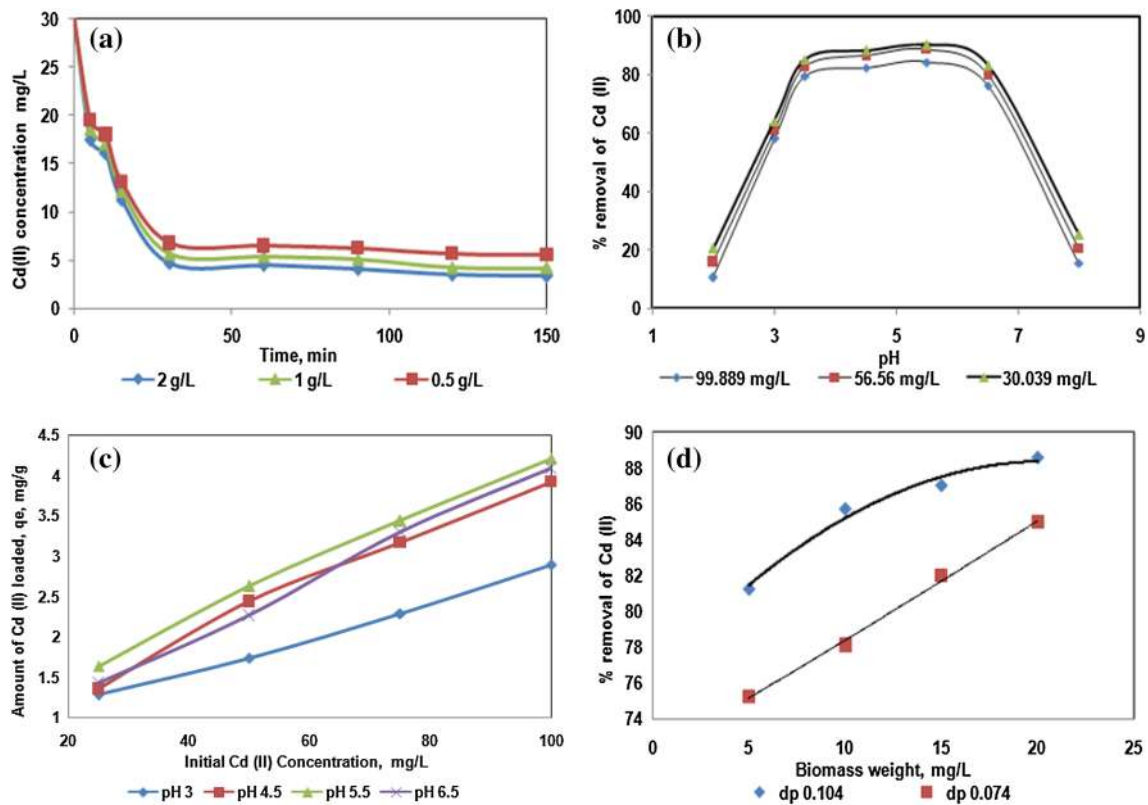 (a)
Cd(II) concentration mg/L
30
25
20
15
10
5
0
0 50 100 150
Time, min
2 g/L 1 g/L 0.5 g/L
(b)
% removal of Cd (II)
100
80
60
40
20
0
1 3 5 7 9
pH
99.889 mg/L 56.56 mg/L 30.039 mg/L
(c)
Amount of Cd (II) loaded, qe, mg/g
4.5
4
3.5
3
2.5
2
1.5
1
20 40 60 80 100
Initial Cd (II) Concentration, mg/L
pH 3 pH 4.5 pH 5.5 pH 6.5
(d)
% removal of Cd (II)
90
88
86
84
82
80
78
76
74
0 5 10 15 20 25
Biomass weight, mg/L
dp 0.104 dp 0.074